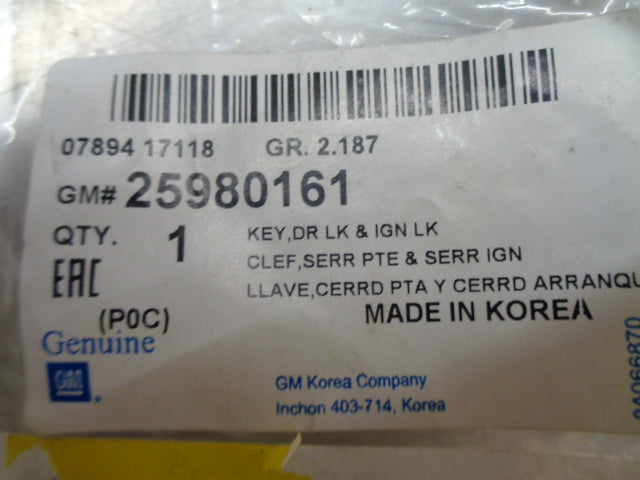 07894 17118 GR. 2.187
GM# 25980161
QTY. 1 KEY,DR LK & IGN LK
CLEF,SERR PTE & SERR IGN
EAC LLAVE,CERRD PTA Y CERRD ARRANQU
(P0C) MADE IN KOREA
Genuine
GM
GM Korea Company
Inchon 403-714, Korea